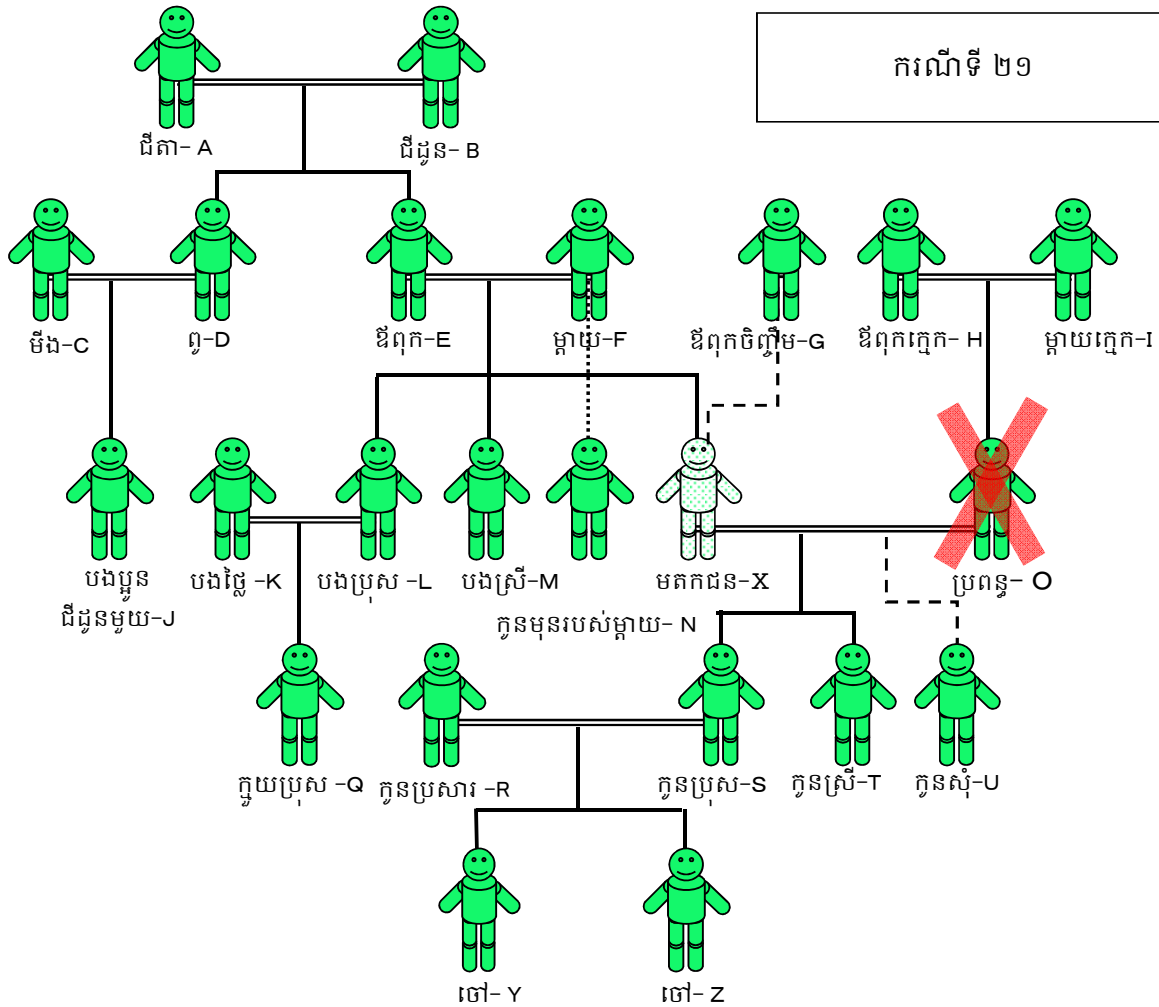 ករណីទី ២១
ជីតា- A
ជីដូន- B
មីង-C
ពូ-D
ឪពុក-E
ម្តាយ-F
ឪពុកចិញ្ចឹម-G
ឪពុកក្មេក- H
ម្តាយក្មេក-I
បងប្អូន
ជីដូនមួយ-J
បងថ្លៃ -K
បងប្រុស -L
បងស្រី-M
មតកជន-X
ប្រពន្ធ- O
កូនមុនរបស់ម្តាយ- N
ក្មួយប្រុស -Q
កូនប្រសារ -R
កូនប្រុស-S
កូនស្រី-T
កូនសុំ-U
ចៅ- Y
ចៅ- Z